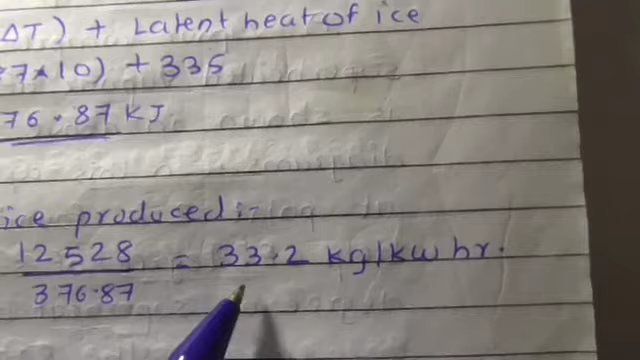 ΔT) + Latent heat of ice
7*10) + 335
76.87 KJ
ice produced :-
12528
= 33.2 kg/kw hr.
376.87